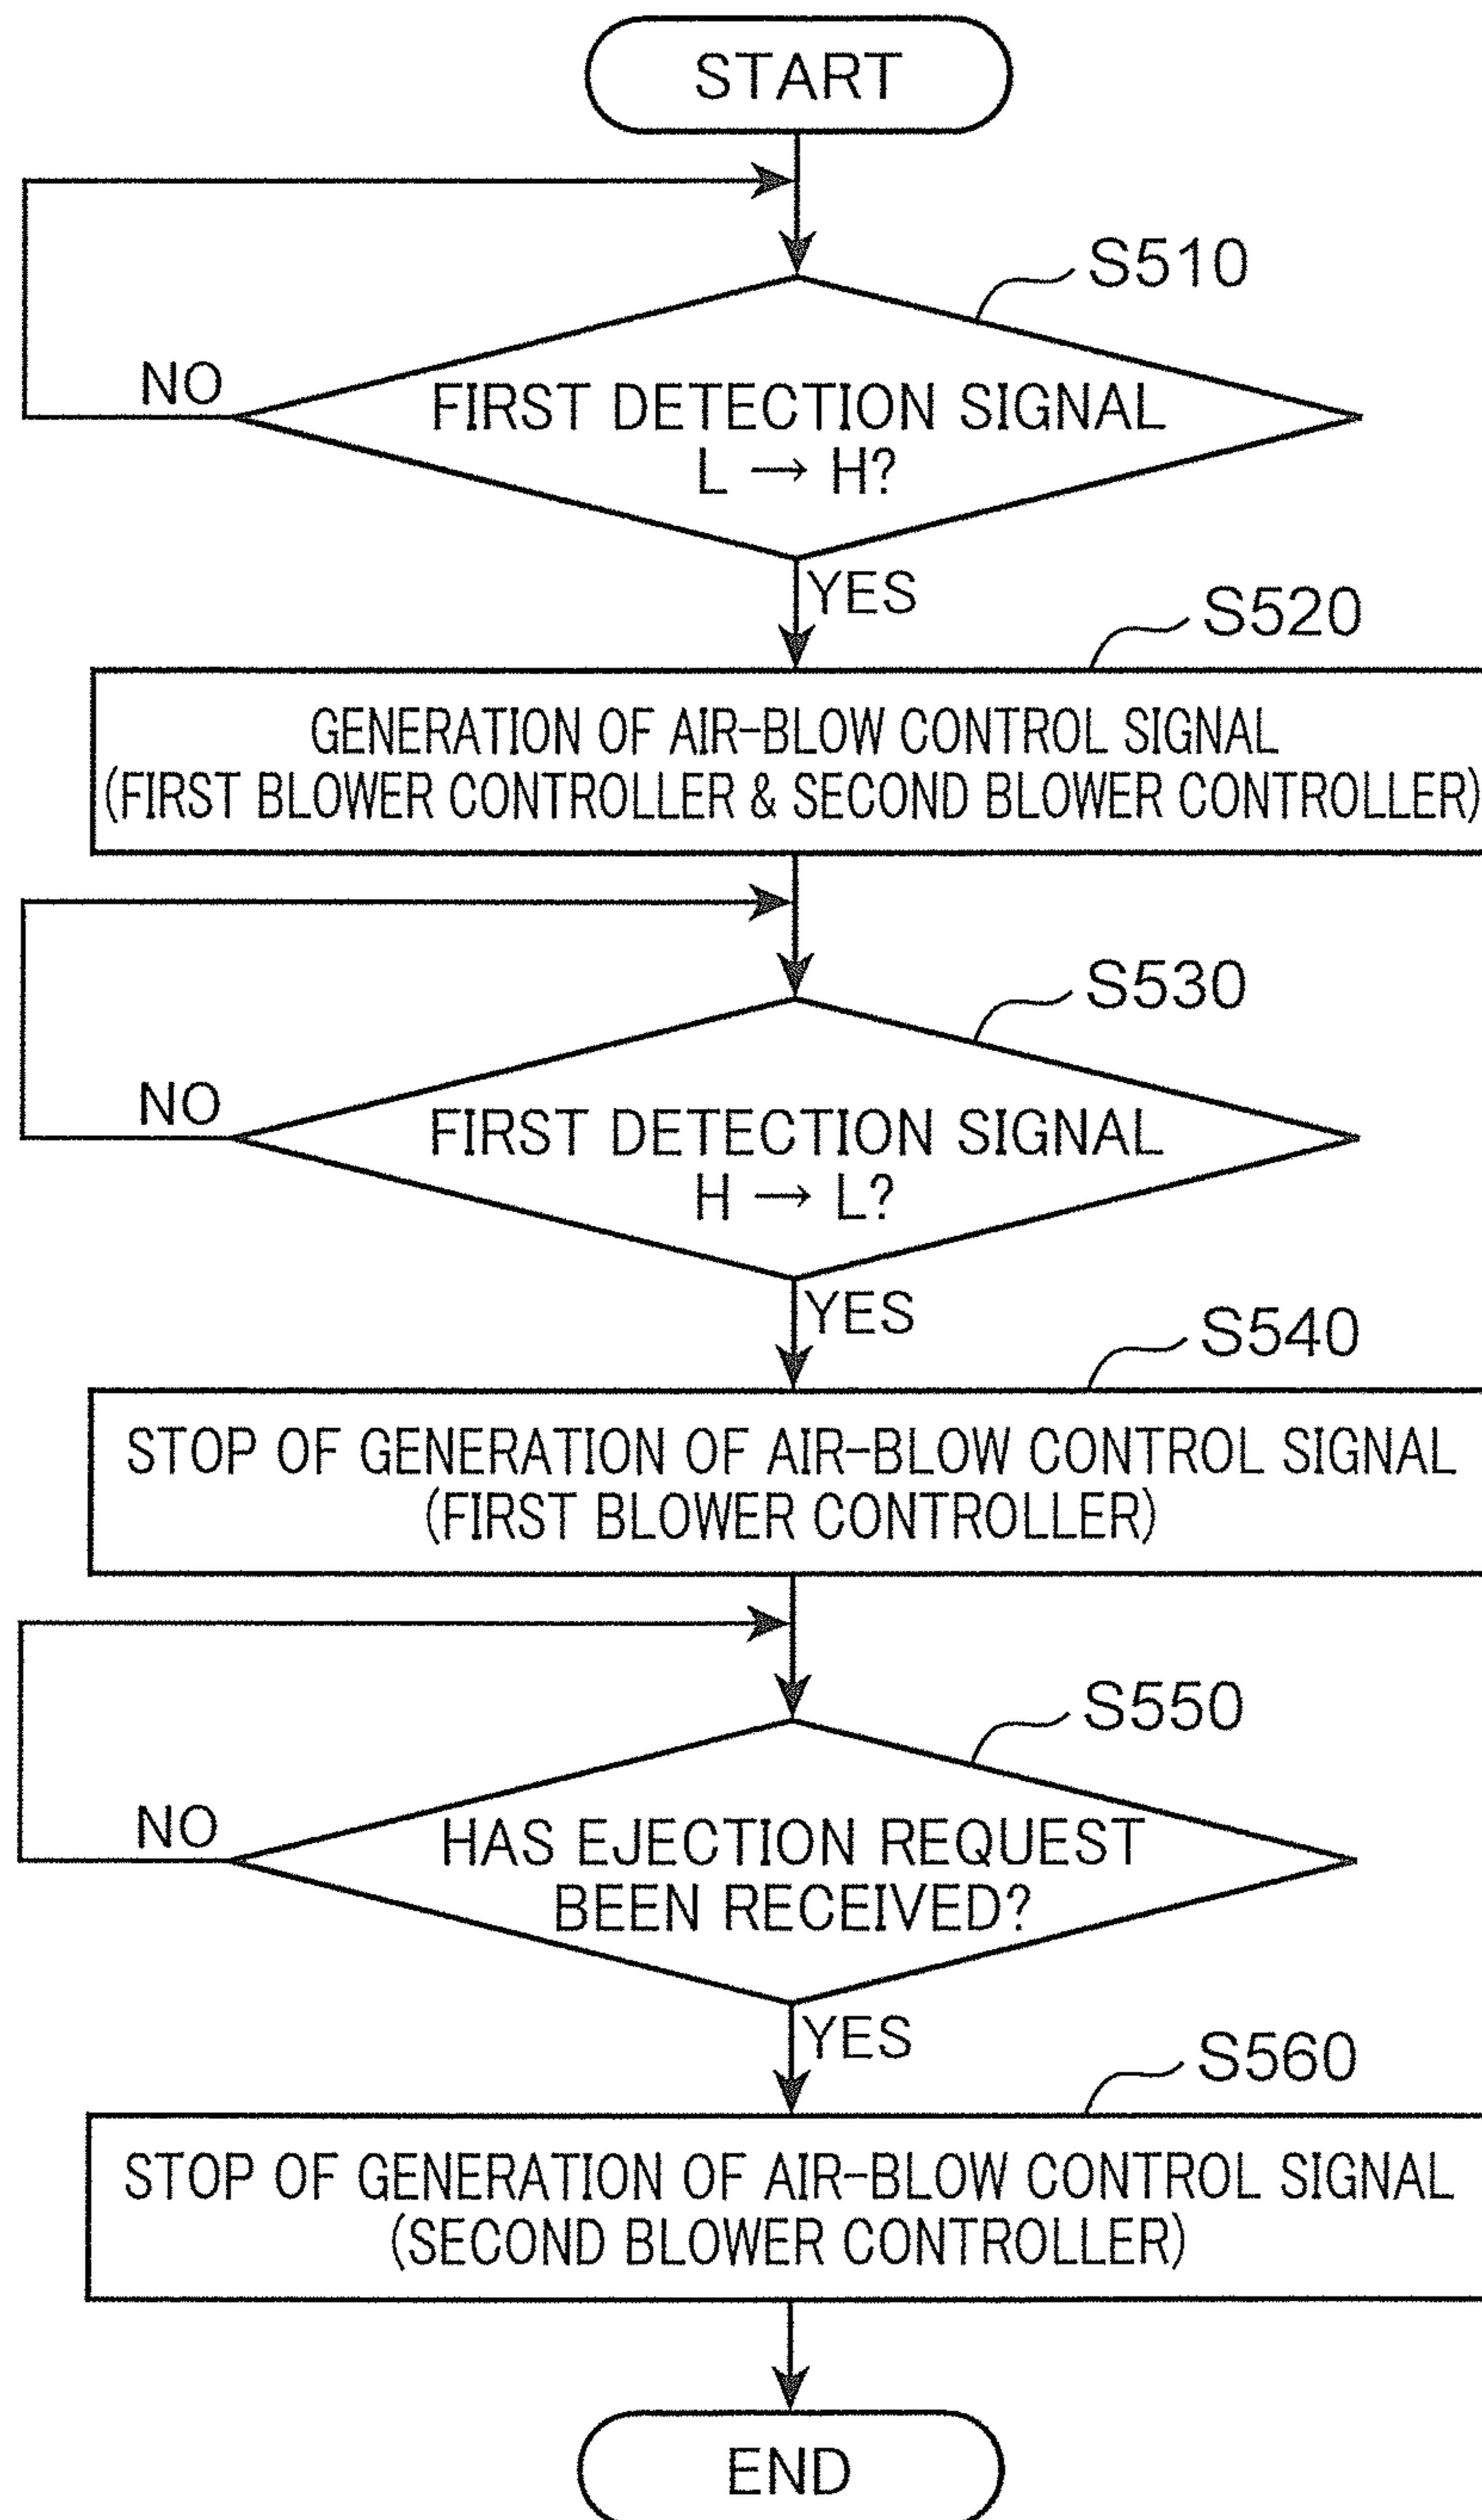 START
S510
NO
FIRST DETECTION SIGNAL
L → H?
YES
S520
GENERATION OF AIR-BLOW CONTROL SIGNAL
(FIRST BLOWER CONTROLLER & SECOND BLOWER CONTROLLER)
S530
NO
FIRST DETECTION SIGNAL
H → L?
YES
S540
STOP OF GENERATION OF AIR-BLOW CONTROL SIGNAL
(FIRST BLOWER CONTROLLER)
S550
NO
HAS EJECTION REQUEST
BEEN RECEIVED?
YES
S560
STOP OF GENERATION OF AIR-BLOW CONTROL SIGNAL
(SECOND BLOWER CONTROLLER)
END